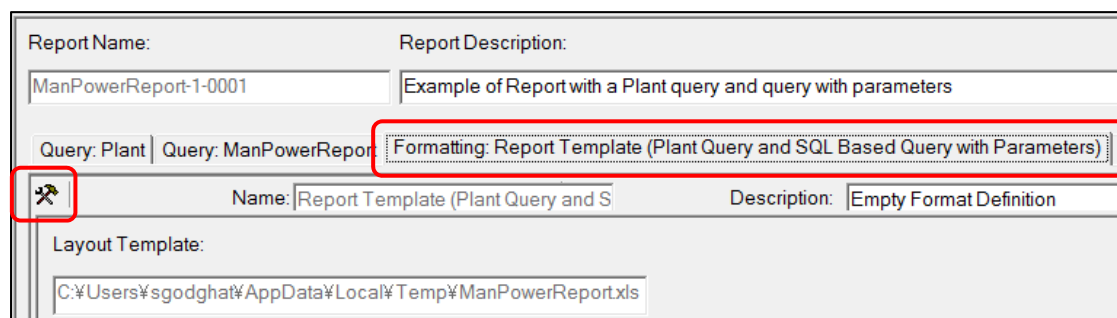 Report Name: Report Description:
ManPowerReport-1-0001 Example of Report with a Plant query and query with parameters
Query: Plant Query: ManPowerReport Formatting: Report Template (Plant Query and SQL Based Query with Parameters)
Name: Report Template (Plant Query and S Description: Empty Format Definition
Layout Template:
C:¥Users¥sgodghat¥AppData¥Local¥Temp¥ManPowerReport.xls